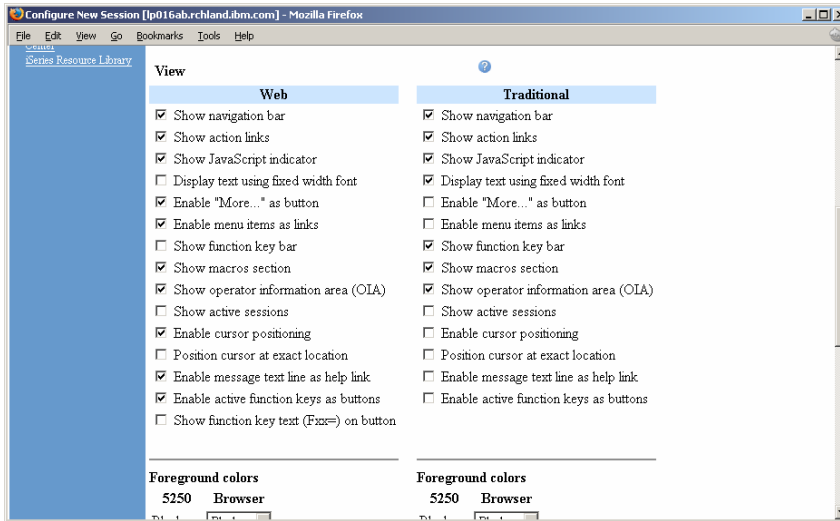 Configure New Session [lp016ab.rchland.ibm.com] - Mozilla Firefox
File Edit View Go Bookmarks Tools Help
Center
iSeries Resource Library
View ?
Web Traditional
Show navigation bar Show navigation bar
Show action links Show action links
Show JavaScript indicator Show JavaScript indicator
Display text using fixed width font Display text using fixed width font
Enable "More..." as button Enable "More..." as button
Enable menu items as links Enable menu items as links
Show function key bar Show function key bar
Show macros section Show macros section
Show operator information area (OIA) Show operator information area (OIA)
Show active sessions Show active sessions
Enable cursor positioning Enable cursor positioning
Position cursor at exact location Position cursor at exact location
Enable message text line as help link Enable message text line as help link
Enable active function keys as buttons Enable active function keys as buttons
Show function key text (Fxx=) on button
Foreground colors Foreground colors
5250 Browser 5250 Browser